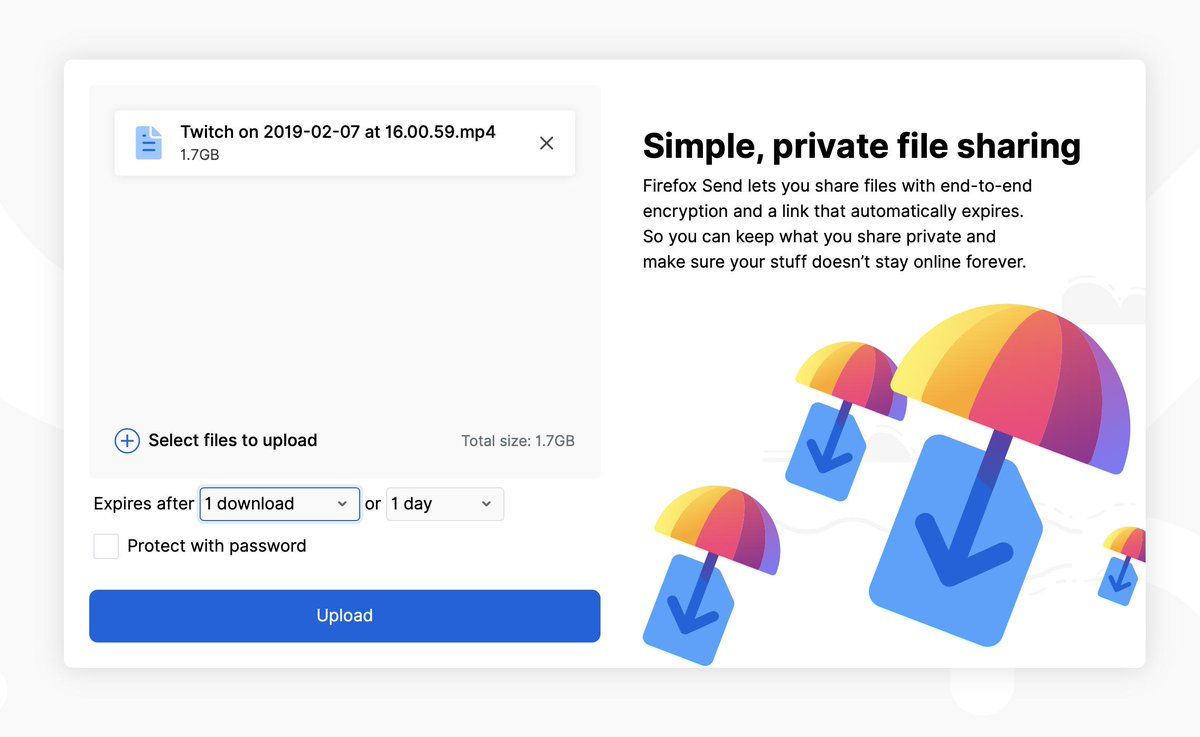 Twitch on 2019-02-07 at 16.00.59.mp4
1.7GB
Select files to upload
Total size: 1.7GB
Expires after 1 download or 1 day
Protect with password
Upload
Simple, private file sharing
Firefox Send lets you share files with end-to-end
encryption and a link that automatically expires.
So you can keep what you share private and
make sure your stuff doesn’t stay online forever.